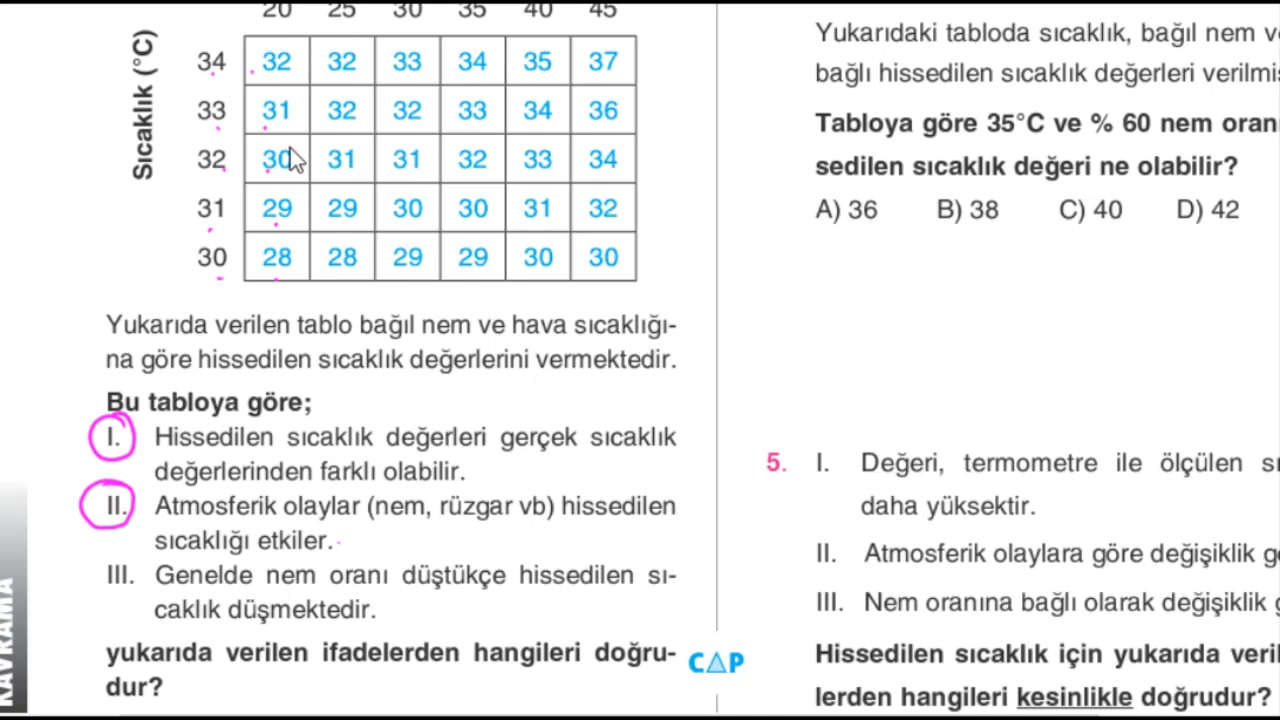 20 25 30 35 40 45
Sıcaklık (°C)
34 32 32 33 34 35 37
33 31 32 32 33 34 36
32 30 31 31 32 33 34
31 29 29 30 30 31 32
30 28 28 29 29 30 30
Yukarıda verilen tablo bağıl nem ve hava sıcaklığı-
na göre hissedilen sıcaklık değerlerini vermektedir.
Bu tabloya göre;
I. Hissedilen sıcaklık değerleri gerçek sıcaklık
değerlerinden farklı olabilir.
II. Atmosferik olaylar (nem, rüzgar vb) hissedilen
sıcaklığı etkiler.
III. Genelde nem oranı düştükçe hissedilen sı-
caklık düşmektedir.
yukarıda verilen ifadelerden hangileri doğru-
dur?
KAVRAMA
CAP
Yukarıdaki tabloda sıcaklık, bağıl nem
bağlı hissedilen sıcaklık değerleri
Tabloya göre 35°C ve % 60 nem
sedilen sıcaklık değeri ne olabilir?
A) 36 B) 38 C) 40 D) 42
5. I. Değeri, termometre ile ölçülen
daha yüksektir.
II. Atmosferik olaylara göre değişiklik
III. Nem oranına bağlı olarak değişiklik
Hissedilen sıcaklık için yukarıda
lerden hangileri kesinlikle doğrudur?